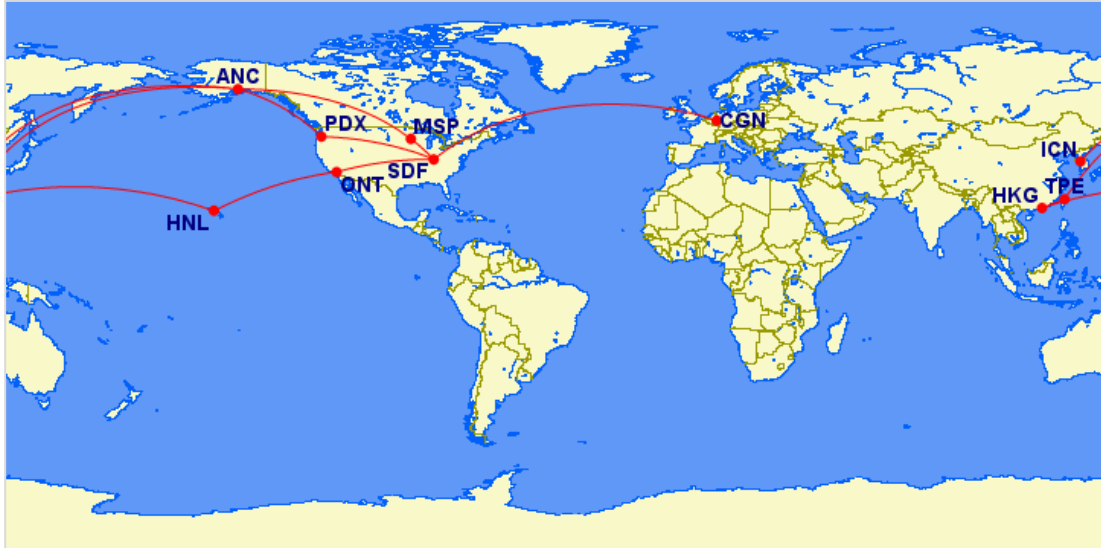 ANC
PDX
MSP
CGN
SDF
ONT
HNL
ICN
TPE
HKG